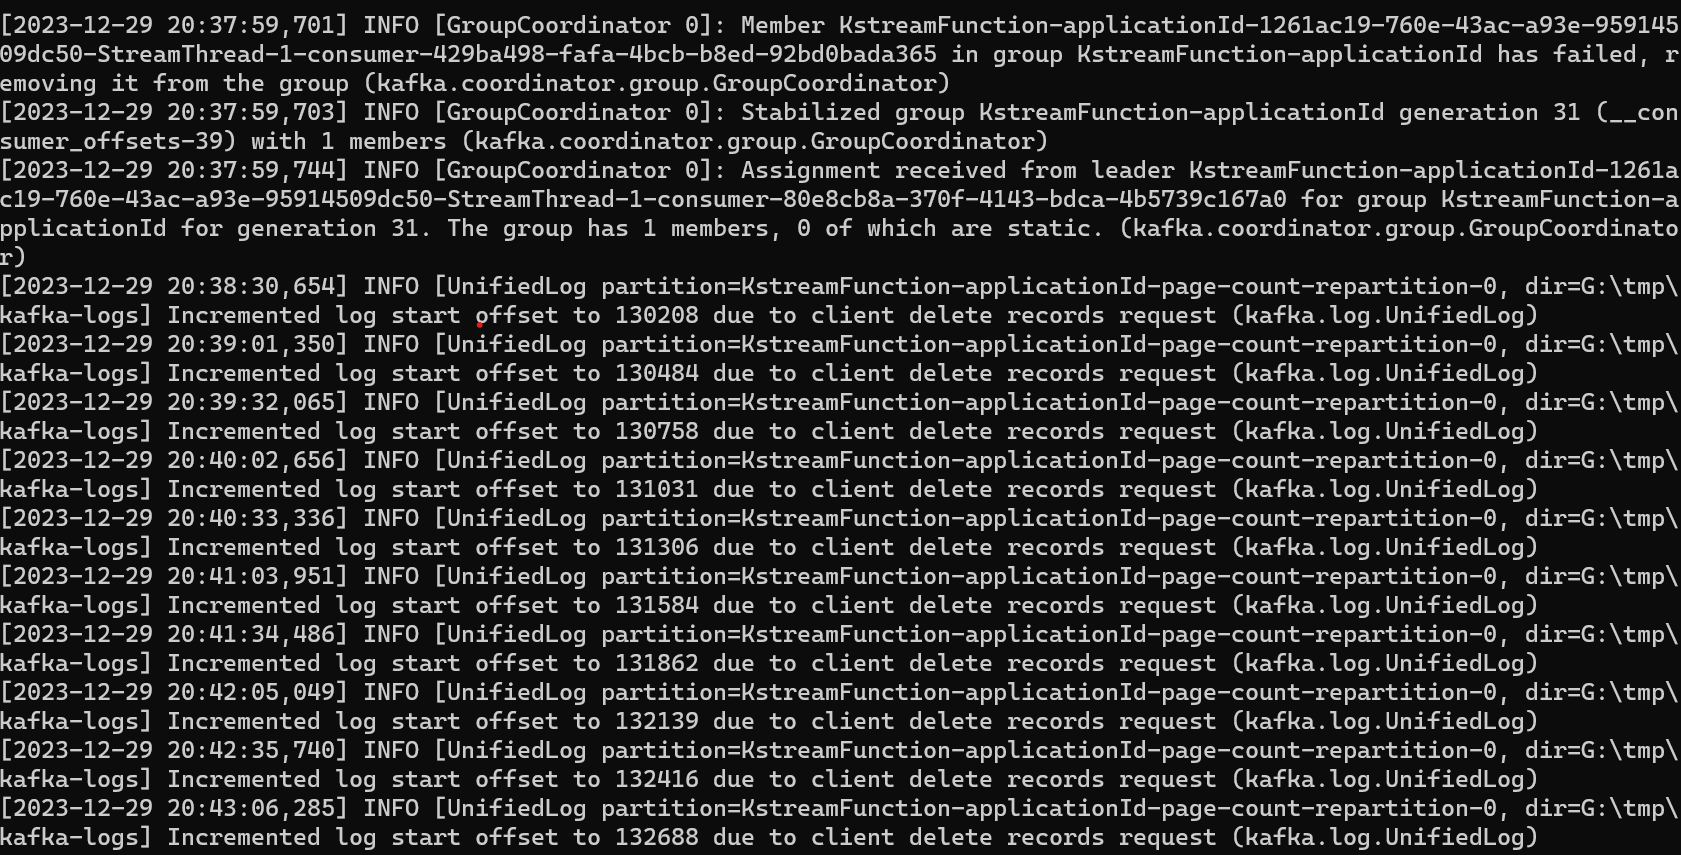 [2023-12-29 20:37:59,701] INFO [GroupCoordinator 0]: Member KstreamFunction-applicationId-1261ac19-760e-43ac-a93e-959145
09dc50-StreamThread-1-consumer-429ba498-fafa-4bcb-b8ed-92bd0bada365 in group KstreamFunction-applicationId has failed, r
emoving it from the group (kafka.coordinator.group.GroupCoordinator)
[2023-12-29 20:37:59,703] INFO [GroupCoordinator 0]: Stabilized group KstreamFunction-applicationId generation 31 (__con
sumer_offsets-39) with 1 members (kafka.coordinator.group.GroupCoordinator)
[2023-12-29 20:37:59,744] INFO [GroupCoordinator 0]: Assignment received from leader KstreamFunction-applicationId-1261a
c19-760e-43ac-a93e-95914509dc50-StreamThread-1-consumer-80e8cb8a-370f-4143-bdca-4b5739c167a0 for group KstreamFunction-a
pplicationId for generation 31. The group has 1 members, 0 of which are static. (kafka.coordinator.group.GroupCoordinato
r)
[2023-12-29 20:38:30,654] INFO [UnifiedLog partition=KstreamFunction-applicationId-page-count-repartition-0, dir=G:\tmp\
kafka-logs] Incremented log start offset to 130208 due to client delete records request (kafka.log.UnifiedLog)
[2023-12-29 20:39:01,350] INFO [UnifiedLog partition=KstreamFunction-applicationId-page-count-repartition-0, dir=G:\tmp\
kafka-logs] Incremented log start offset to 130484 due to client delete records request (kafka.log.UnifiedLog)
[2023-12-29 20:39:32,065] INFO [UnifiedLog partition=KstreamFunction-applicationId-page-count-repartition-0, dir=G:\tmp\
kafka-logs] Incremented log start offset to 130758 due to client delete records request (kafka.log.UnifiedLog)
[2023-12-29 20:40:02,656] INFO [UnifiedLog partition=KstreamFunction-applicationId-page-count-repartition-0, dir=G:\tmp\
kafka-logs] Incremented log start offset to 131031 due to client delete records request (kafka.log.UnifiedLog)
[2023-12-29 20:40:33,336] INFO [UnifiedLog partition=KstreamFunction-applicationId-page-count-repartition-0, dir=G:\tmp\
kafka-logs] Incremented log start offset to 131306 due to client delete records request (kafka.log.UnifiedLog)
[2023-12-29 20:41:03,951] INFO [UnifiedLog partition=KstreamFunction-applicationId-page-count-repartition-0, dir=G:\tmp\
kafka-logs] Incremented log start offset to 131584 due to client delete records request (kafka.log.UnifiedLog)
[2023-12-29 20:41:34,486] INFO [UnifiedLog partition=KstreamFunction-applicationId-page-count-repartition-0, dir=G:\tmp\
kafka-logs] Incremented log start offset to 131862 due to client delete records request (kafka.log.UnifiedLog)
[2023-12-29 20:42:05,049] INFO [UnifiedLog partition=KstreamFunction-applicationId-page-count-repartition-0, dir=G:\tmp\
kafka-logs] Incremented log start offset to 132139 due to client delete records request (kafka.log.UnifiedLog)
[2023-12-29 20:42:35,740] INFO [UnifiedLog partition=KstreamFunction-applicationId-page-count-repartition-0, dir=G:\tmp\
kafka-logs] Incremented log start offset to 132416 due to client delete records request (kafka.log.UnifiedLog)
[2023-12-29 20:43:06,285] INFO [UnifiedLog partition=KstreamFunction-applicationId-page-count-repartition-0, dir=G:\tmp\
kafka-logs] Incremented log start offset to 132688 due to client delete records request (kafka.log.UnifiedLog)